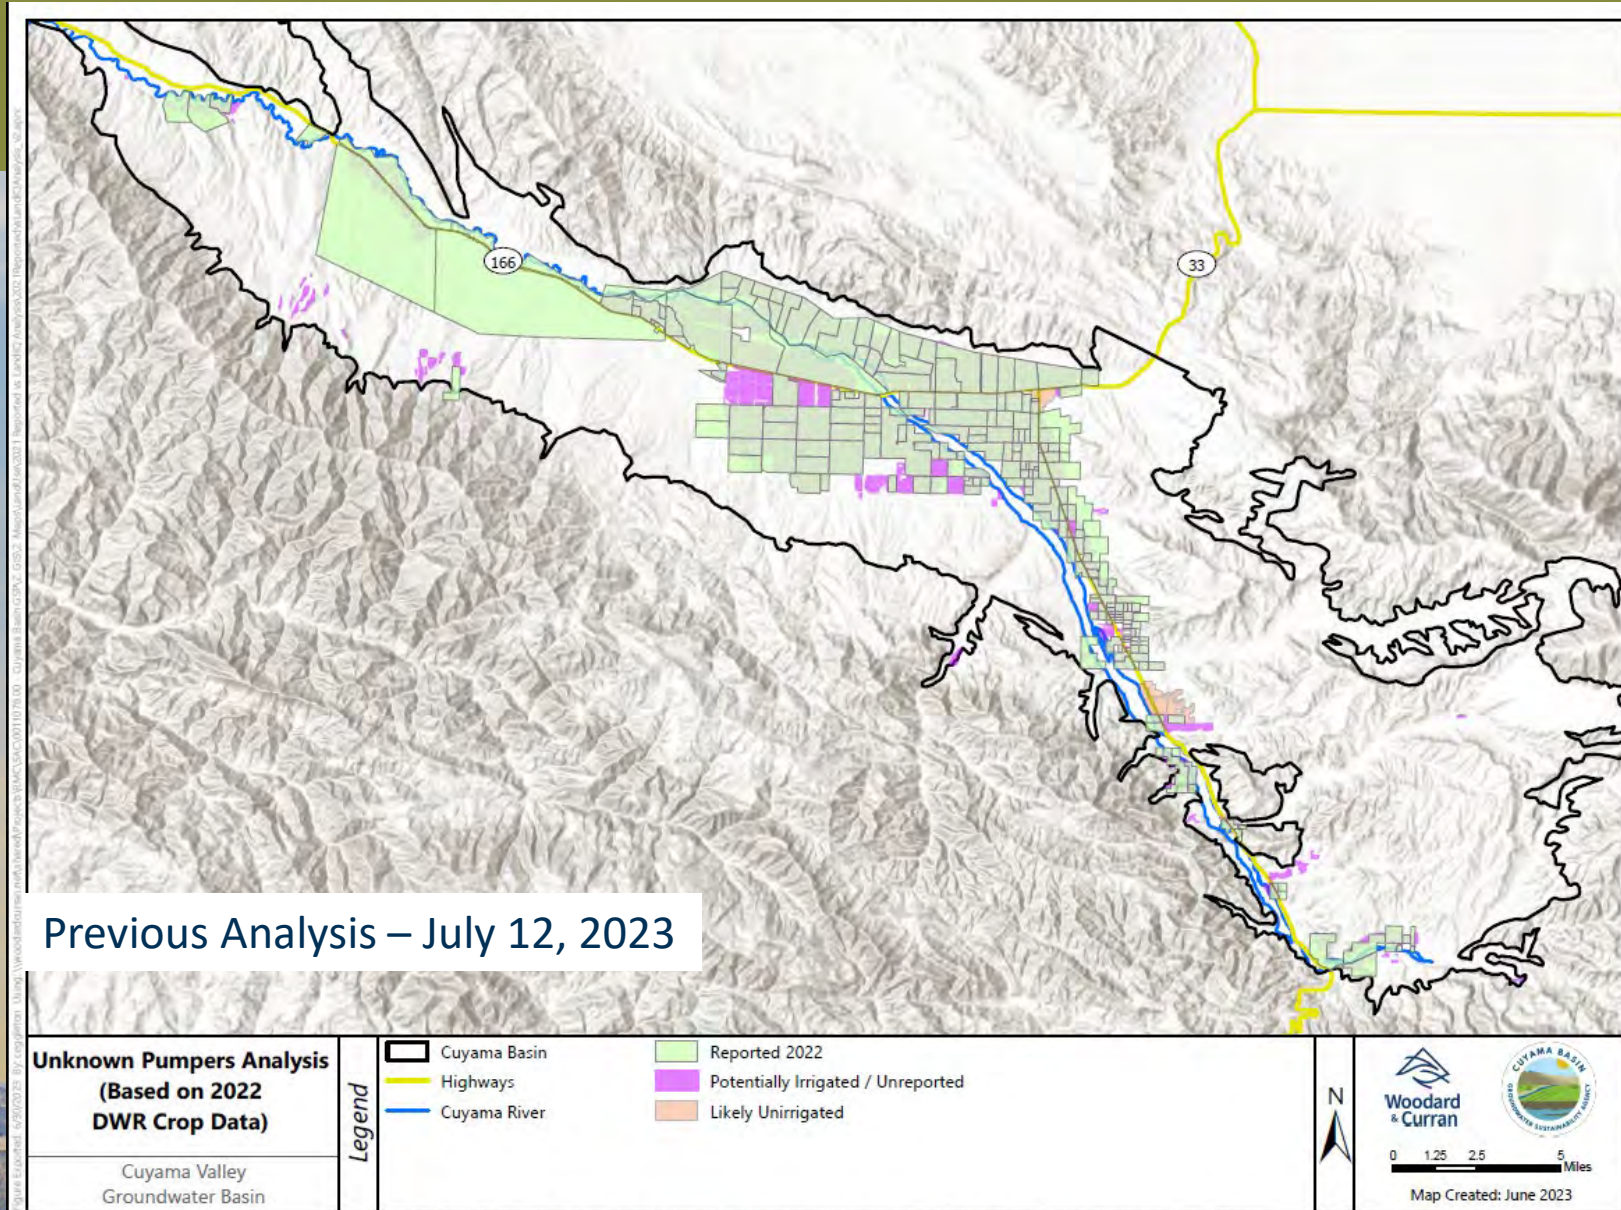 166
33
Previous Analysis – July 12, 2023
Unknown Pumpers Analysis
(Based on 2022
DWR Crop Data)
Cuyama Valley
Groundwater Basin
Legend
Cuyama Basin
Highways
Cuyama River
Reported 2022
Potentially Irrigated / Unreported
Likely Unirrigated
N
Woodard
& Curran
CUYAMA BASIN
GROUNDWATER SUSTAINABILITY AGENCY
0 1.25 2.5 5
Miles
Map Created: June 2023